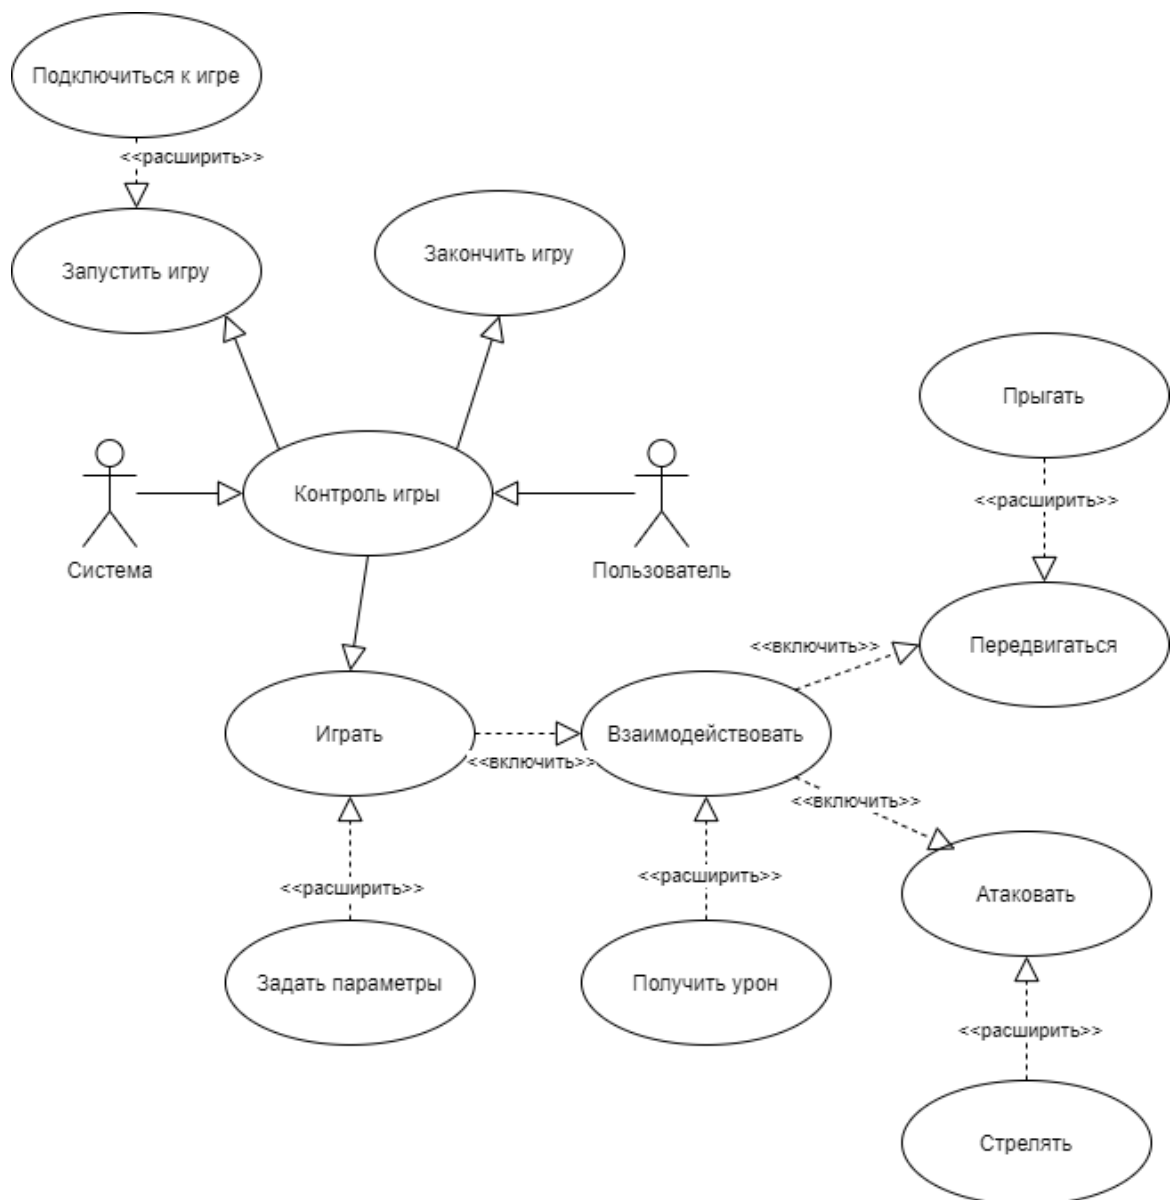 Подключиться к игре
<<расширить>>
Запустить игру
Закончить игру
Прыгать
Контроль игры
<<расширить>>
Система
Пользователь
Передвигаться
<<включить>>
Играть
Взаимодействовать
<<включить>>
<<включить>>
<<расширить>>
<<расширить>>
Атаковать
Задать параметры
Получить урон
<<расширить>>
Стрелять